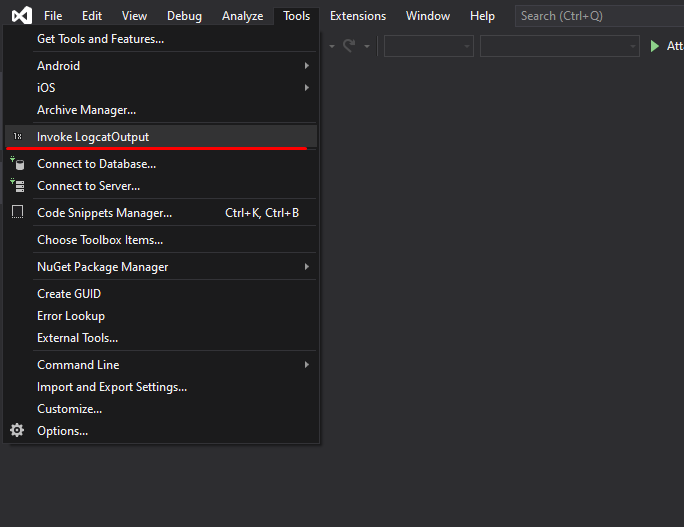 File Edit View Debug Analyze Tools Extensions Window Help Search (Ctrl+Q)
Get Tools and Features...
Android
iOS
Archive Manager...
1x Invoke LogcatOutput
Connect to Database...
Connect to Server...
Code Snippets Manager... Ctrl+K, Ctrl+B
Choose Toolbox Items...
NuGet Package Manager
Create GUID
Error Lookup
External Tools...
Command Line
Import and Export Settings...
Customize...
Options...
Atta